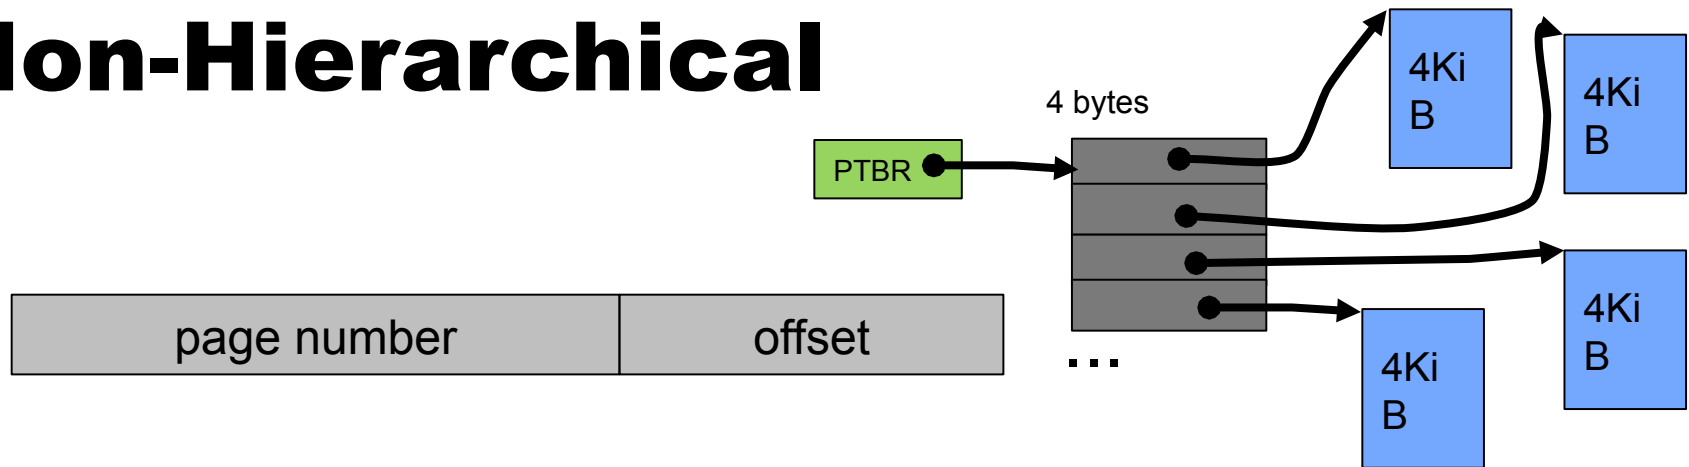 lon-Hierarchical
4 bytes
PTBR
4Ki
B
4Ki
B
page number
offset
...
4Ki
B
4Ki
B